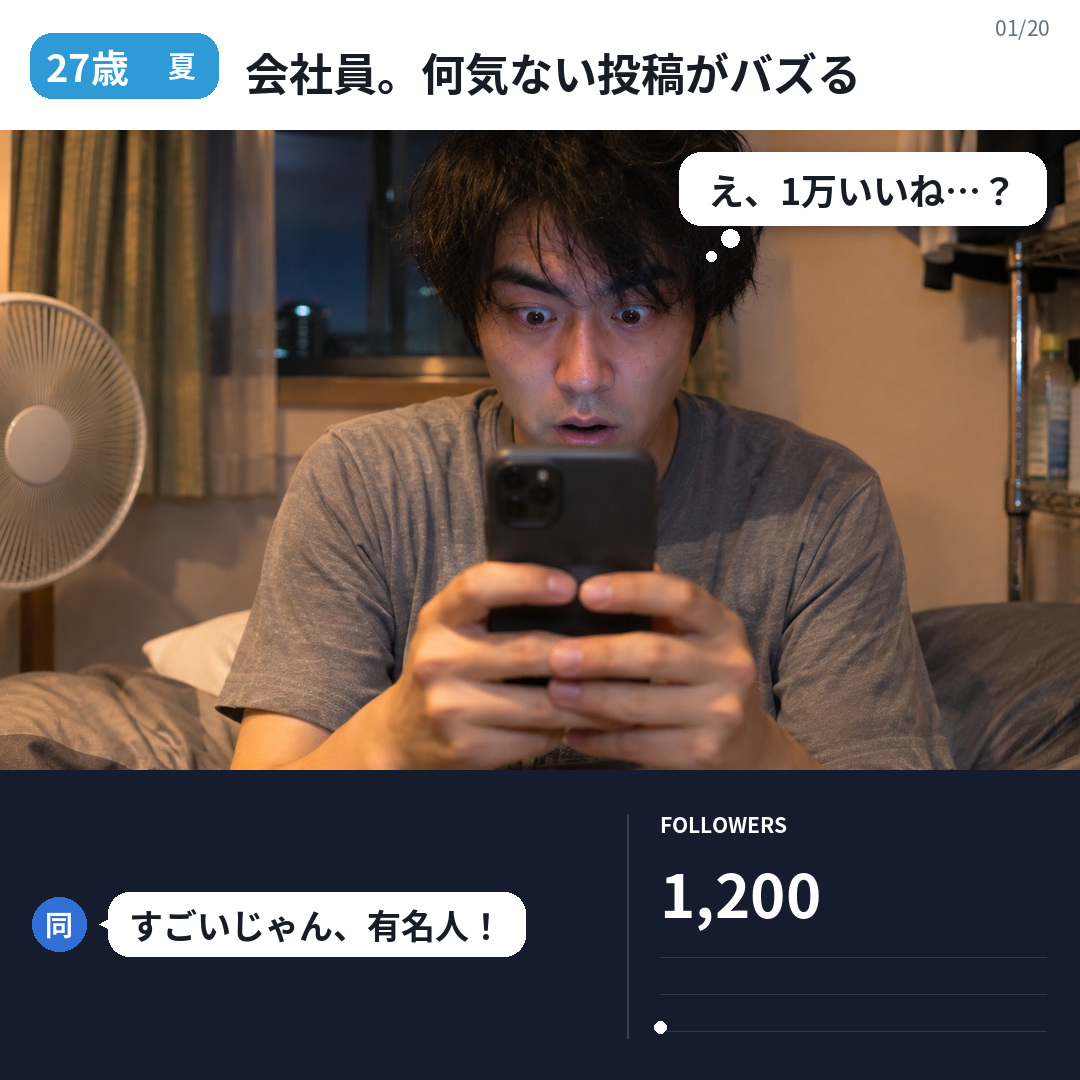 01/20
27歳 夏
会社員。何気ない投稿がバズる
え、1万いいね…？
同
すごいじゃん、有名人！
FOLLOWERS
1,200